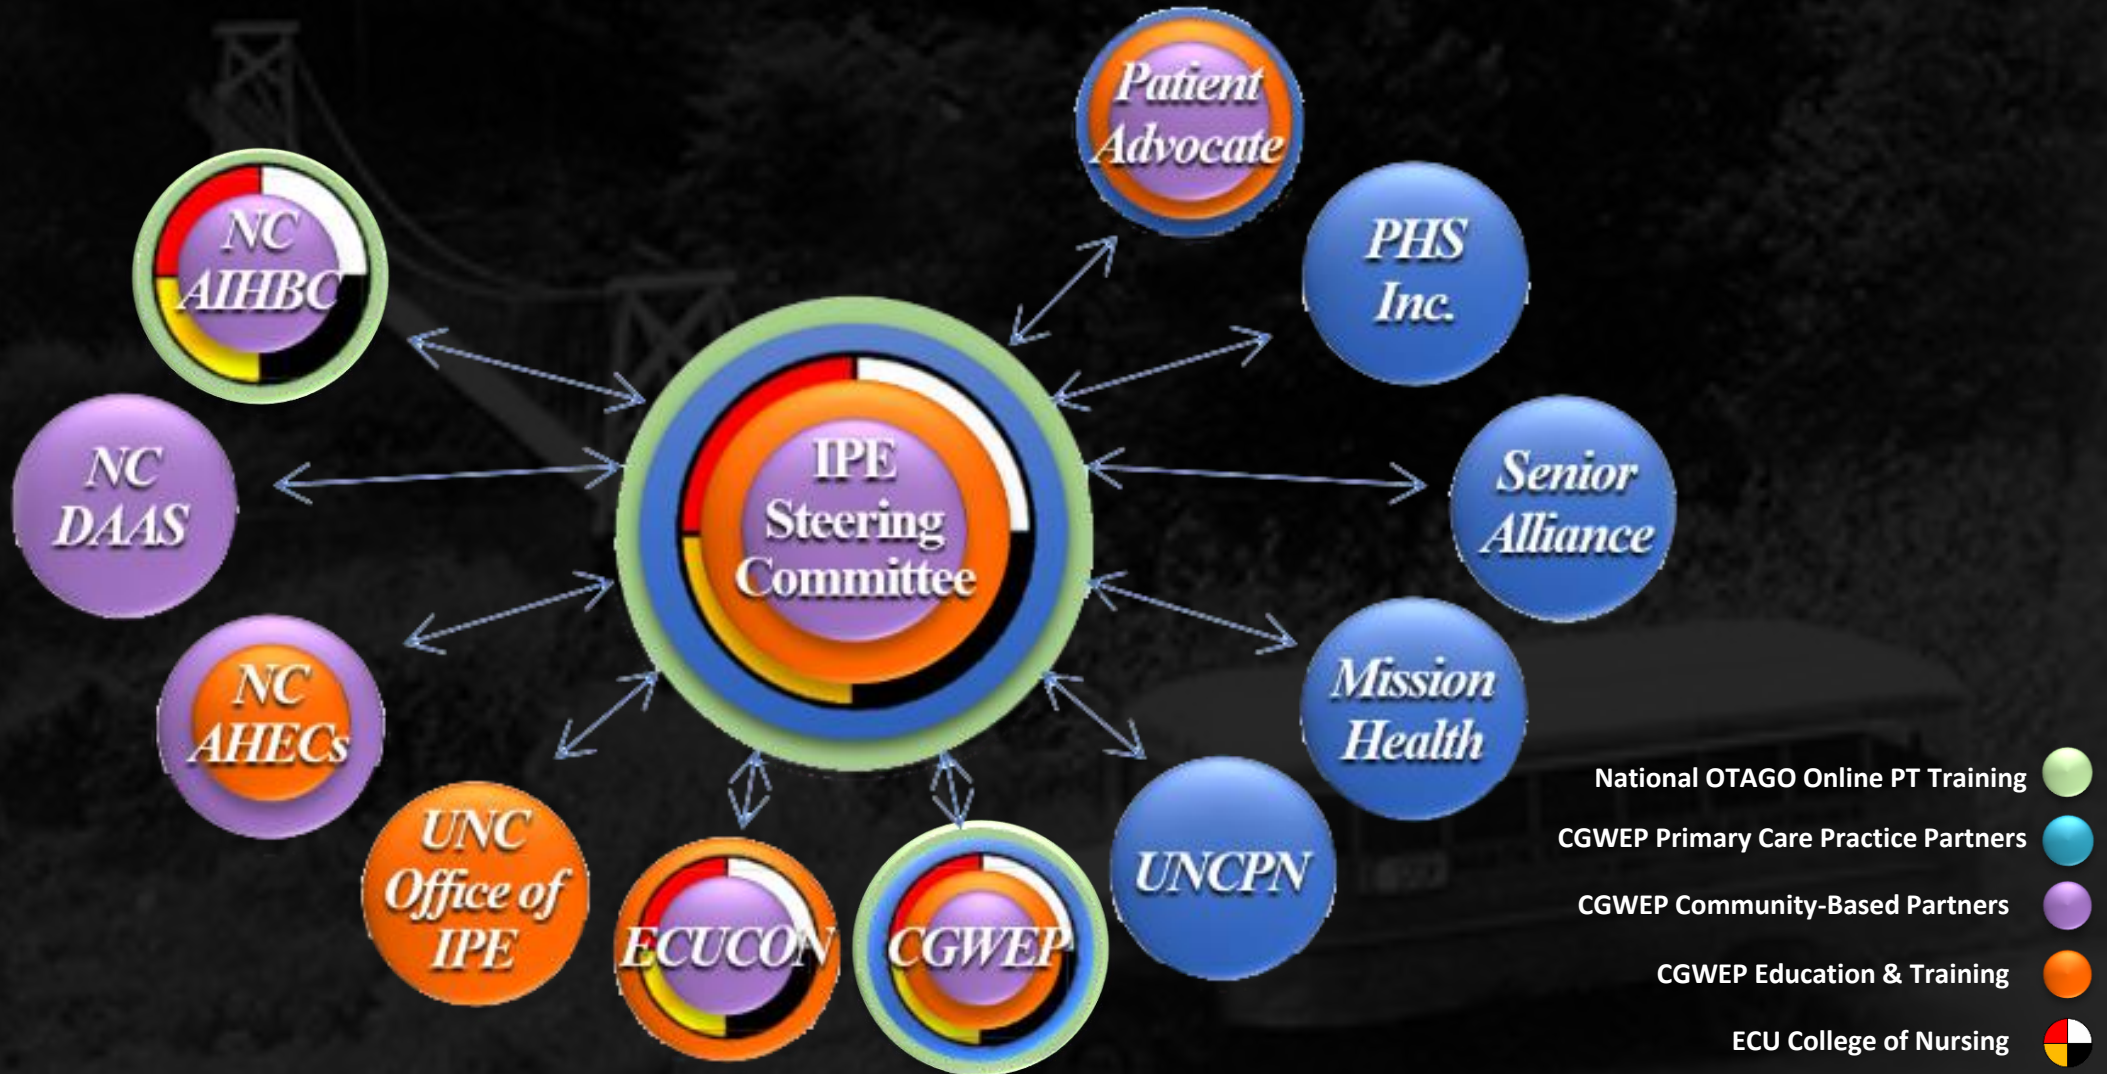 Patient
Advocate
NC
AIHBC
PHS
Inc.
IPE
Steering
Committee
NC
DAAS
Senior
Alliance
NC
AHECs
Mission
Health
UNC
Office of
IPE
ECUCON
CGWEP
UNCPN
National OTAGO Online PT Training
CGWEP Primary Care Practice Partners
CGWEP Community-Based Partners
CGWEP Education & Training
ECU College of Nursing